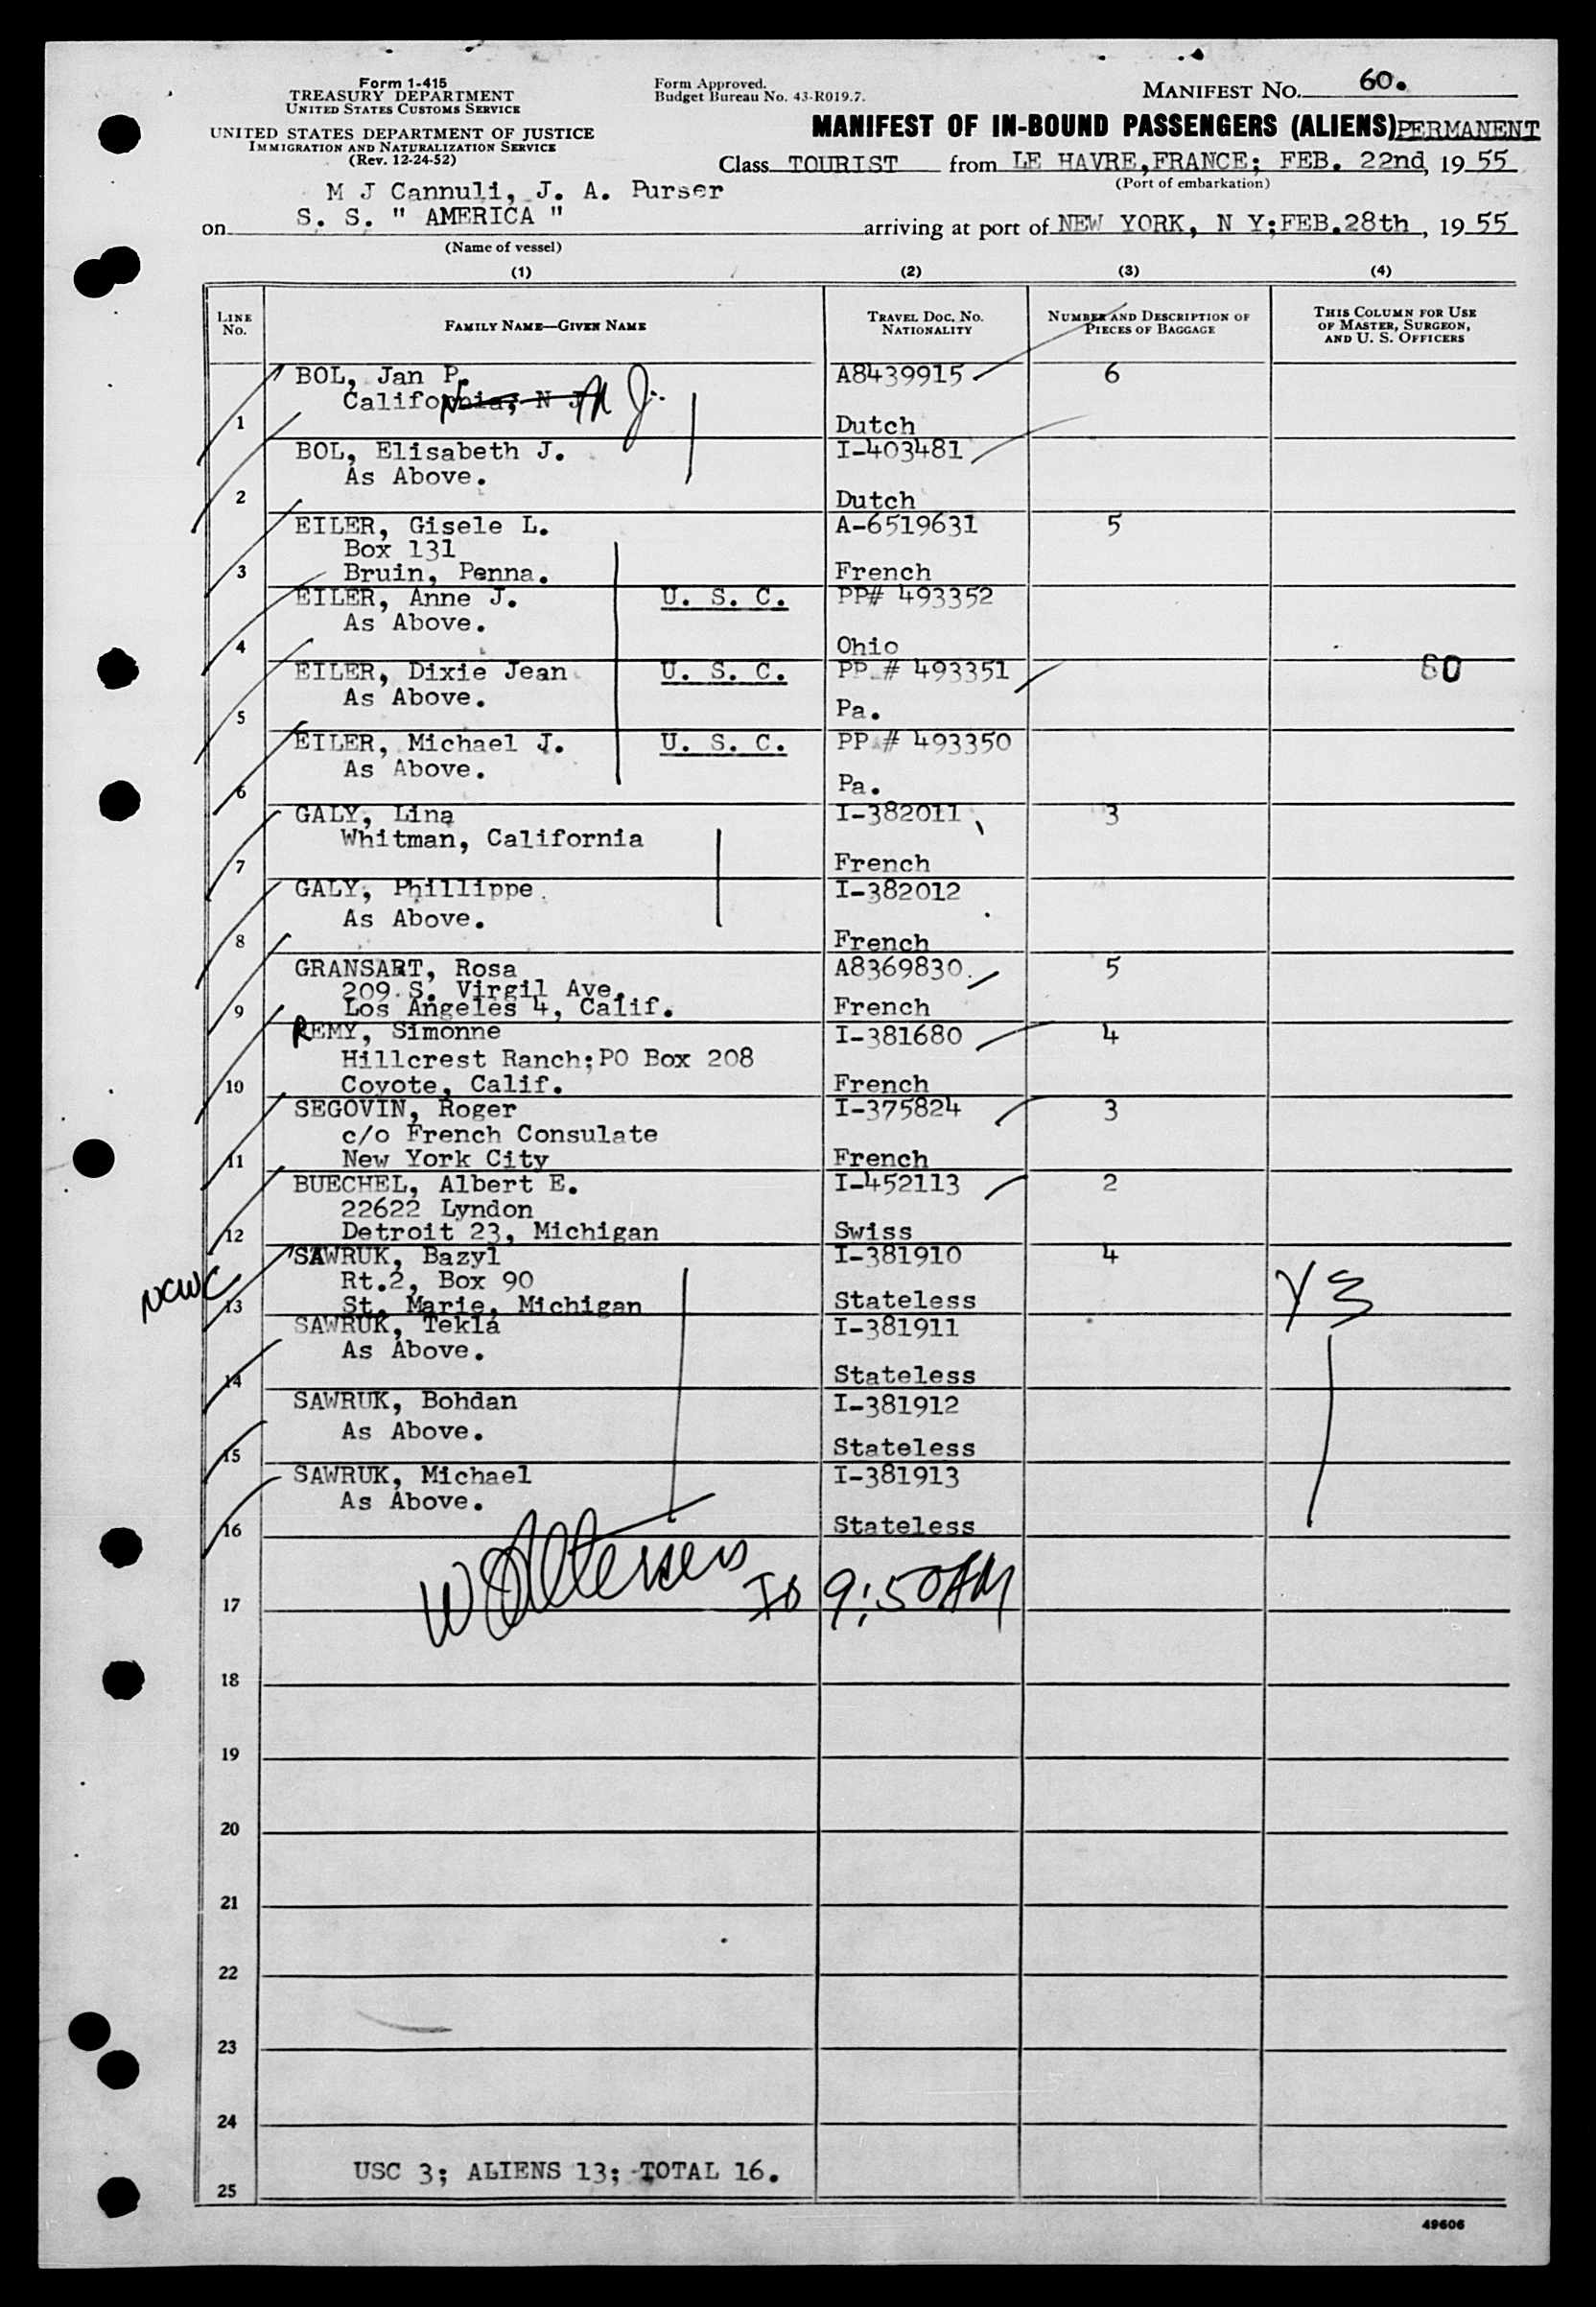 Form 1-415
TREASURY DEPARTMENT
UNITED STATES CUSTOMS SERVICE
UNITED STATES DEPARTMENT OF JUSTICE
IMMIGRATION AND NATURALIZATION SERVICE
(Rev. 12-24-52)
Form Approved.
Budget Bureau No. 43-R019.7.
MANIFEST NO. 60.
MANIFEST OF IN-BOUND PASSENGERS (ALIENS) PERMANENT
Class TOURIST from LE HAVRE, FRANCE; FEB. 22nd, 19 55
(Port of embarkation)
M J Cannuli, J. A. Purser
on S. S. " AMERICA " arriving at port of NEW YORK, N Y; FEB. 28th, 19 55
(Name of vessel)
(1) (2) (3) (4)
LINE NO. FAMILY NAME—GIVEN NAME TRAVEL DOC. NO. NATIONALITY NUMBER AND DESCRIPTION OF PIECES OF BAGGAGE THIS COLUMN FOR USE OF MASTER, SURGEON, AND U. S. OFFICERS
BOL, Jan P. A8439915 6
California, N J
1 Dutch
BOL, Elisabeth J. I-403481
As Above.
2 Dutch
EILER, Gisele L. A-6519631 5
Box 131
3 Bruin, Penna. French
EILER, Anne J. U. S. C. PP# 493352
As Above.
4 Ohio
EILER, Dixie Jean U. S. C. PP # 493351 60
As Above.
5 Pa.
EILER, Michael J. U. S. C. PP # 493350
As Above.
6 Pa.
GALY, Lina I-382011 3
Whitman, California
7 French
GALY, Phillippe. I-382012
As Above.
8 French
GRANSART, Rosa A8369830 5
209 S. Virgil Ave.
9 Los Angeles 4, Calif. French
REMY, Simonne I-381680 4
Hillcrest Ranch; PO Box 208
10 Coyote, Calif. French
SEGOVIN, Roger I-375824 3
c/o French Consulate
11 New York City French
BUECHEL, Albert E. I-452113 2
22622 Lyndon
12 Detroit 23, Michigan Swiss
SAWRUK, Bazyl I-381910 4
Rt.2, Box 90
NCWC 13 St. Marie, Michigan Stateless
SAWRUK, Tekla I-381911
As Above.
14 Stateless
SAWRUK, Bohdan I-381912
As Above.
15 Stateless
SAWRUK, Michael I-381913
As Above.
16 Stateless
9:50AM
17
18
19
20
21
22
23
24
25 USC 3; ALIENS 13; TOTAL 16.
49606